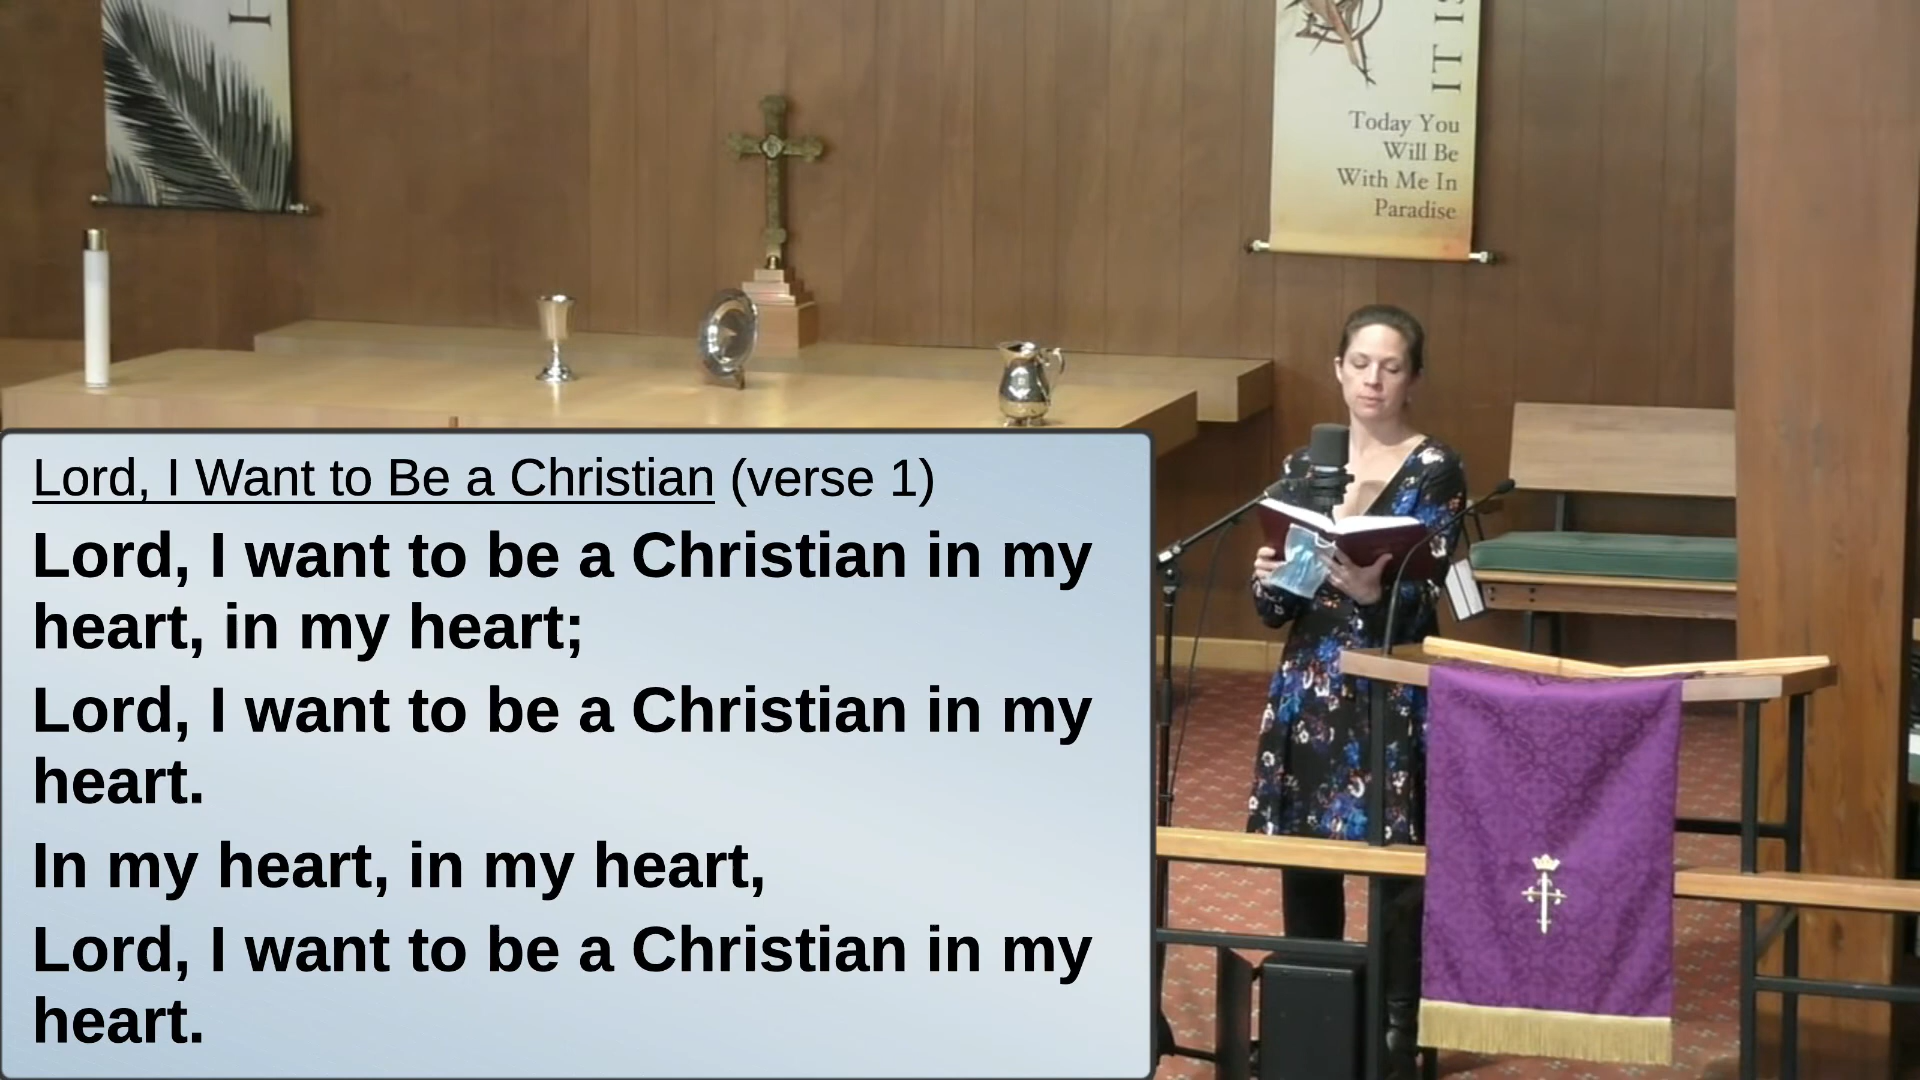 H
IT IS
Today You
Will Be
With Me In
Paradise
Lord, I Want to Be a Christian (verse 1)
Lord, I want to be a Christian in my
heart, in my heart;
Lord, I want to be a Christian in my
heart.
In my heart, in my heart,
Lord, I want to be a Christian in my
heart.